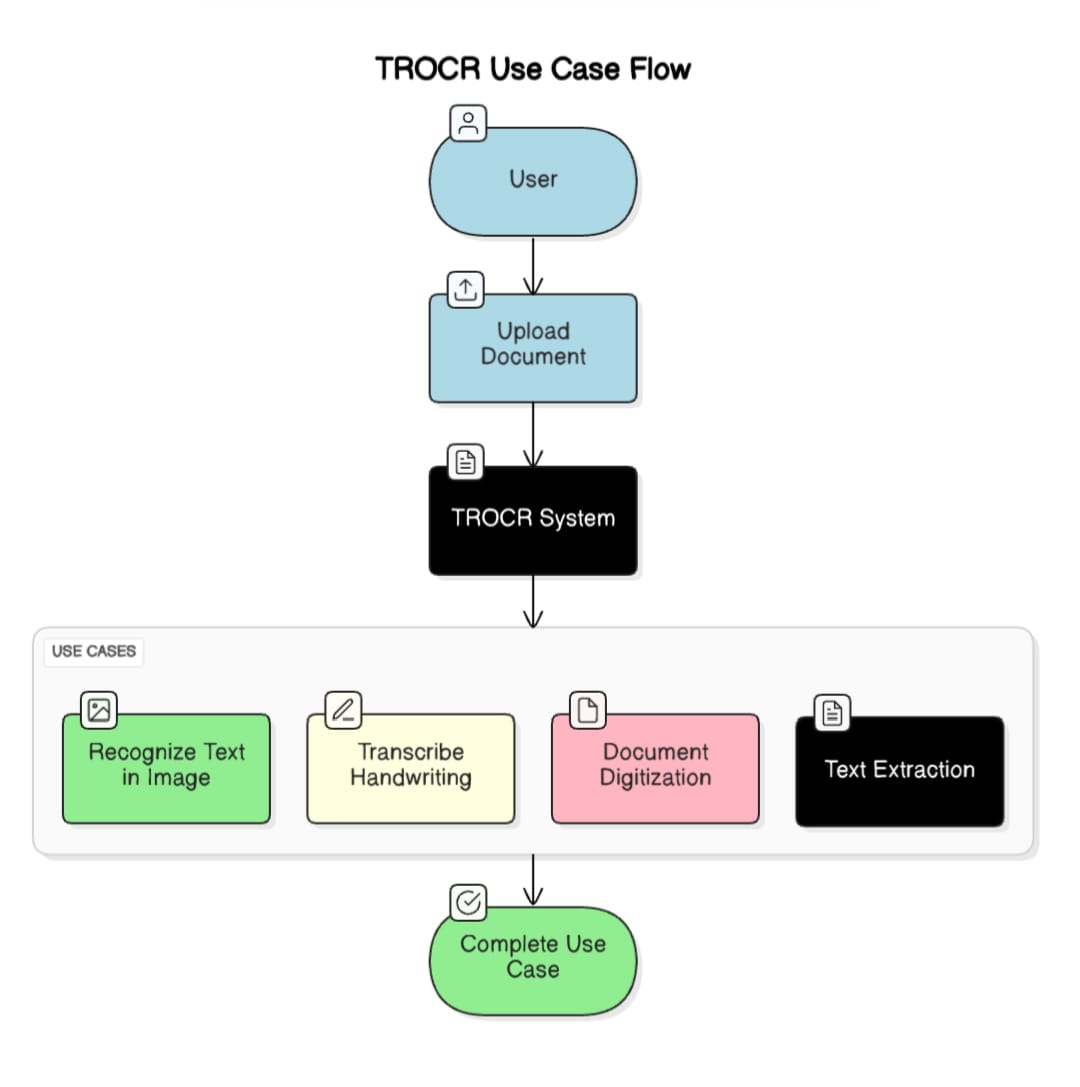 TROCR Use Case Flow
User
Upload
Document
TROCR System
USE CASES
Recognize Text
in Image
Transcribe
Handwriting
Document
Digitization
Text Extraction
Complete Use
Case